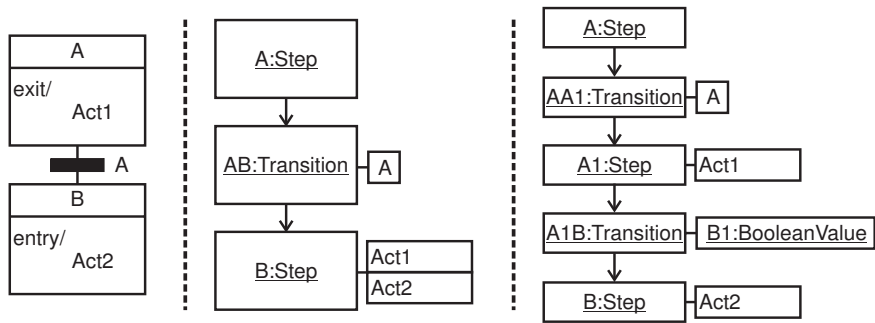 A
exit/
Act1
A
B
entry/
Act2
A:Step
AB:Transition
A
B:Step
Act1
Act2
A:Step
AA1:Transition
A
A1:Step
Act1
A1B:Transition
B1:BooleanValue
B:Step
Act2